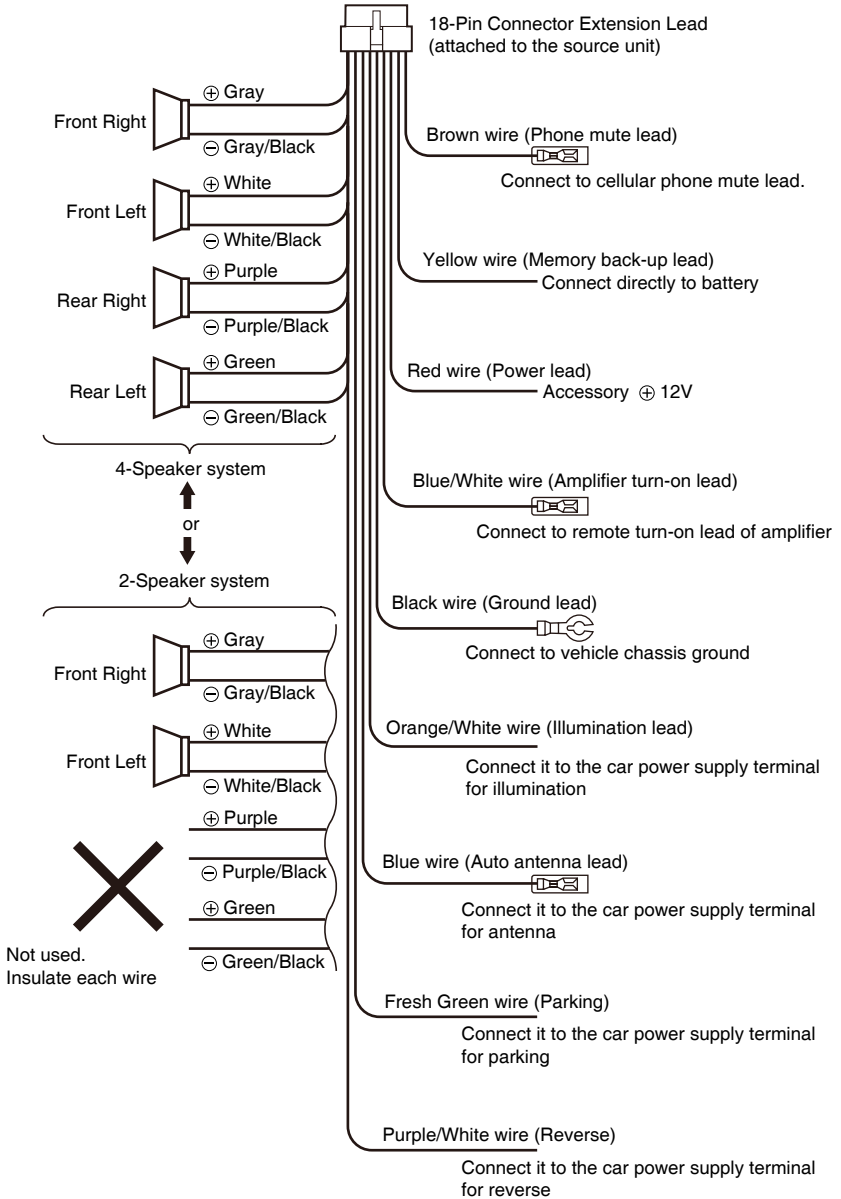 18-Pin Connector Extension Lead
(attached to the source unit)
Front Right
⊕ Gray
⊖ Gray/Black
Front Left
⊕ White
⊖ White/Black
Rear Right
⊕ Purple
⊖ Purple/Black
Rear Left
⊕ Green
⊖ Green/Black
4-Speaker system
or
2-Speaker system
Front Right
⊕ Gray
⊖ Gray/Black
Front Left
⊕ White
⊖ White/Black
⊕ Purple
⊖ Purple/Black
⊕ Green
⊖ Green/Black
Not used.
Insulate each wire
Brown wire (Phone mute lead)
Connect to cellular phone mute lead.
Yellow wire (Memory back-up lead)
Connect directly to battery
Red wire (Power lead)
Accessory ⊕ 12V
Blue/White wire (Amplifier turn-on lead)
Connect to remote turn-on lead of amplifier
Black wire (Ground lead)
Connect to vehicle chassis ground
Orange/White wire (Illumination lead)
Connect it to the car power supply terminal
for illumination
Blue wire (Auto antenna lead)
Connect it to the car power supply terminal
for antenna
Fresh Green wire (Parking)
Connect it to the car power supply terminal
for parking
Purple/White wire (Reverse)
Connect it to the car power supply terminal
for reverse